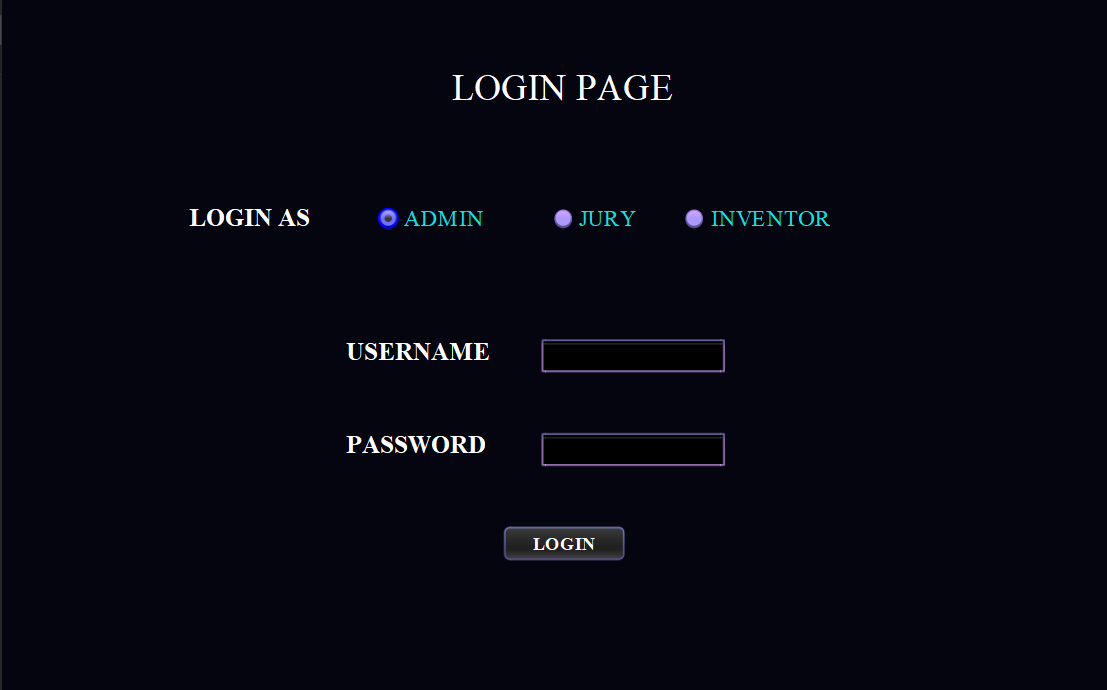 LOGIN PAGE
LOGIN AS ADMIN JURY INVENTOR
USERNAME
PASSWORD
LOGIN